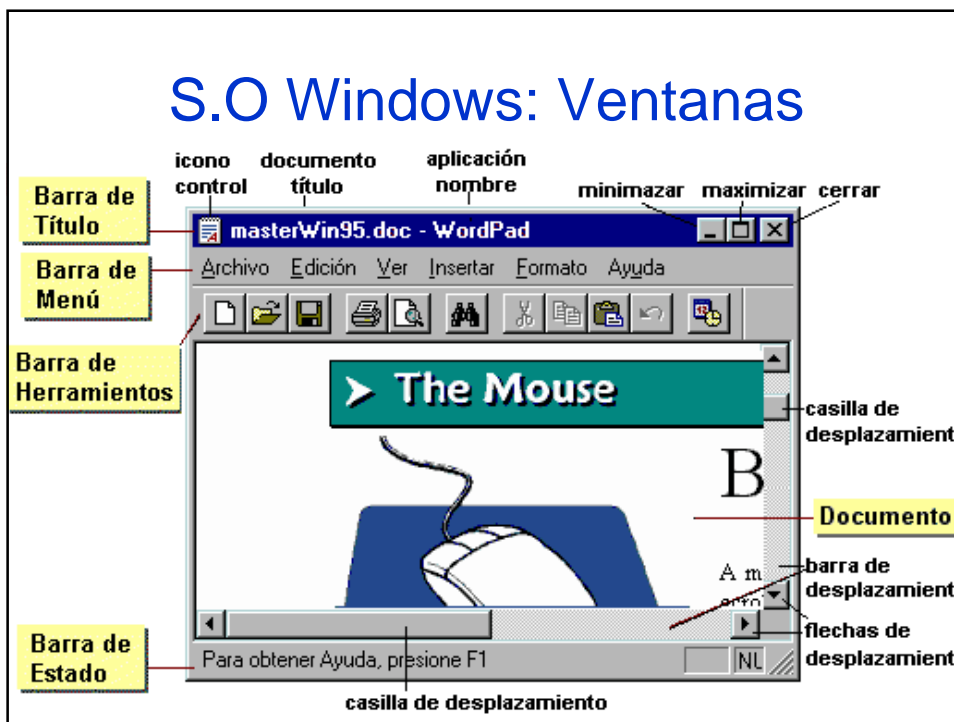 S.O Windows: Ventanas
icono
control
documento
título
aplicación
nombre
minimazar
maximizar
cerrar
Barra de
Título
masterWin95.doc - WordPad
Barra de
Menú
Archivo Edición Ver Insertar Formato Ayuda
Barra de
Herramientos
The Mouse
casilla de
desplazamient
B
Documento
A m
barra de
desplazamient
flechas de
desplazamient
Barra de
Estado
Para obtener Ayuda, presione F1
casilla de desplazamiento